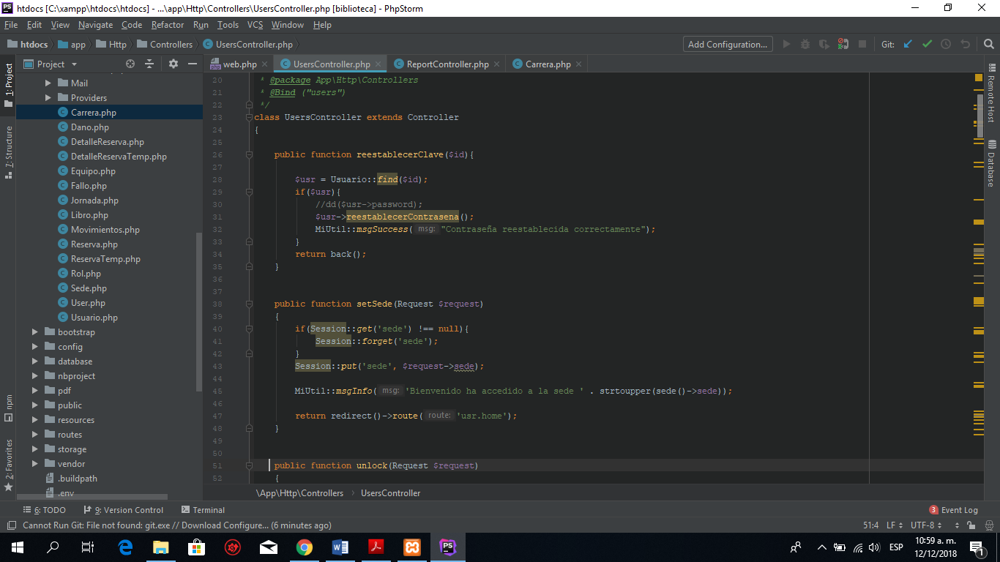 htdocs [C:\xampp\htdocs\htdocs] - ...\app\Http\Controllers\UsersController.php [biblioteca] - PhpStorm
File Edit View Navigate Code Refactor Run Tools VCS Window Help
htdocs app Http Controllers UsersController.php Add Configuration... Git:
Project
web.php UsersController.php ReportController.php Carrera.php
1: Project
7: Structure
npm
2: Favorites
Mail
Providers
Carrera.php
Dano.php
DetalleReserva.php
DetalleReservaTemp.php
Equipo.php
Fallo.php
Jornada.php
Libro.php
Movimientos.php
Reserva.php
ReservaTemp.php
Rol.php
Sede.php
User.php
Usuario.php
bootstrap
config
database
nbproject
pdf
public
resources
routes
storage
vendor
.buildpath
.env
20 * @package App\Http\Controllers
21 * @Bind ("users")
22 */
23 class UsersController extends Controller
24 {
25
26 public function reestablecerClave($id){
27
28 $usr = Usuario::find($id);
29 if($usr){
30 //dd($usr->password);
31 $usr->reestablecerContrasena();
32 MiUtil::msgSuccess( msg: "Contraseña reestablecida correctamente");
33 }
34 return back();
35 }
36
37
38 public function setSede(Request $request)
39 {
40 if(Session::get('sede') !== null){
41 Session::forget('sede');
42 }
43 Session::put('sede', $request->sede);
44
45 MiUtil::msgInfo( msg: 'Bienvenido ha accedido a la sede ' . strtoupper(sede()->sede));
46
47 return redirect()->route( route: 'usr.home');
48 }
49
50
51 public function unlock(Request $request)
52 {
\App\Http\Controllers UsersController
Remote Host
Database
6: TODO 9: Version Control Terminal 3 Event Log
Cannot Run Git: File not found: git.exe // Download Configure... (6 minutes ago) 51:4 LF UTF-8
ESP 10:59 a. m.
12/12/2018 1